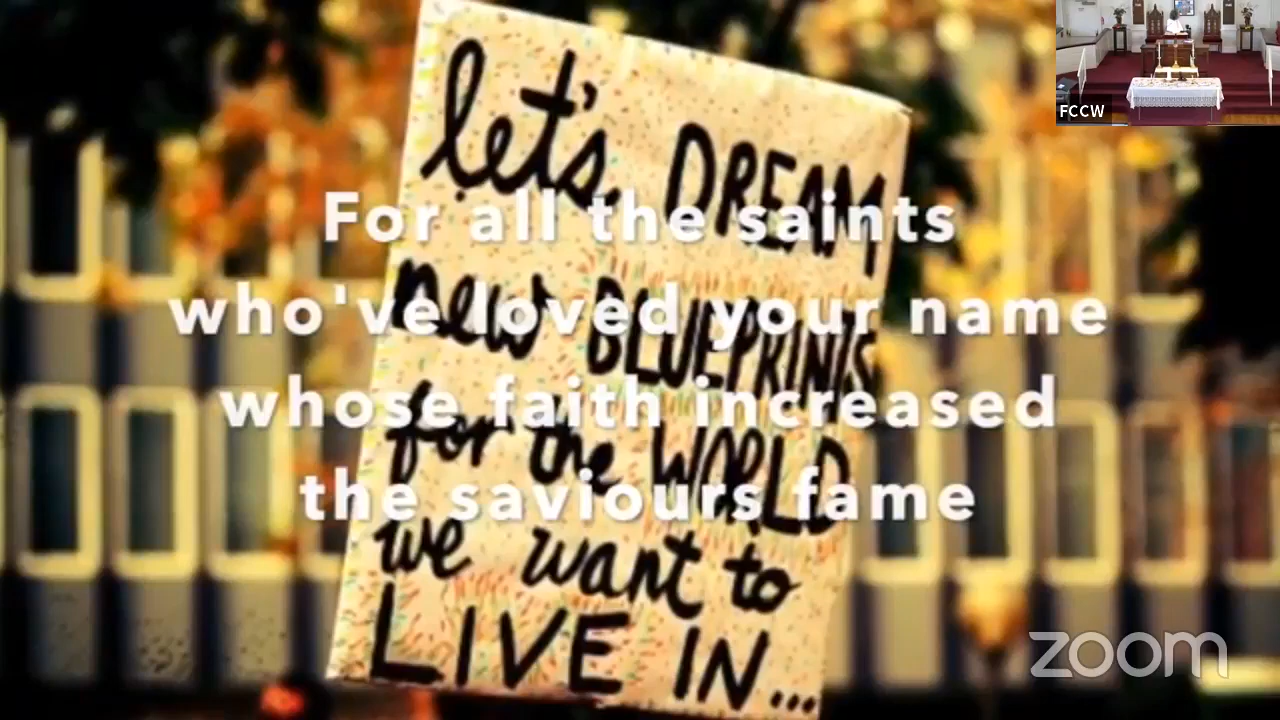 let's DREAM
new BLUEPRINTS
for the WORLD
we want to
LIVE IN...
For all the saints
who've loved your name
whose faith increased
the saviours fame
FCCW
zoom